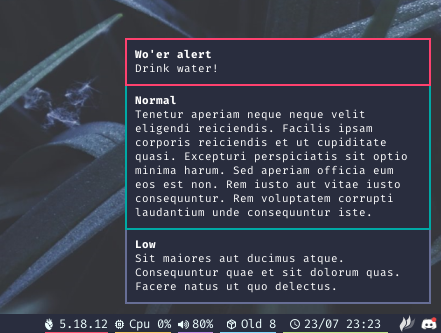 Wo'er alert
Drink water!
Normal
Tenetur aperiam neque neque velit
eligendi reiciendis. Facilis ipsam
corporis reiciendis et ut cupiditate
quasi. Excepturi perspiciatis sit optio
minima harum. Sed aperiam officia eum
eos est non. Rem iusto aut vitae iusto
consequuntur. Rem voluptatem corrupti
laudantium unde consequuntur iste.
Low
Sit maiores aut ducimus atque.
Consequuntur quae et sit dolorum quas.
Facere natus ut quo delectus.
5.18.12 Cpu 0% 80% Old 8 23/07 23:23